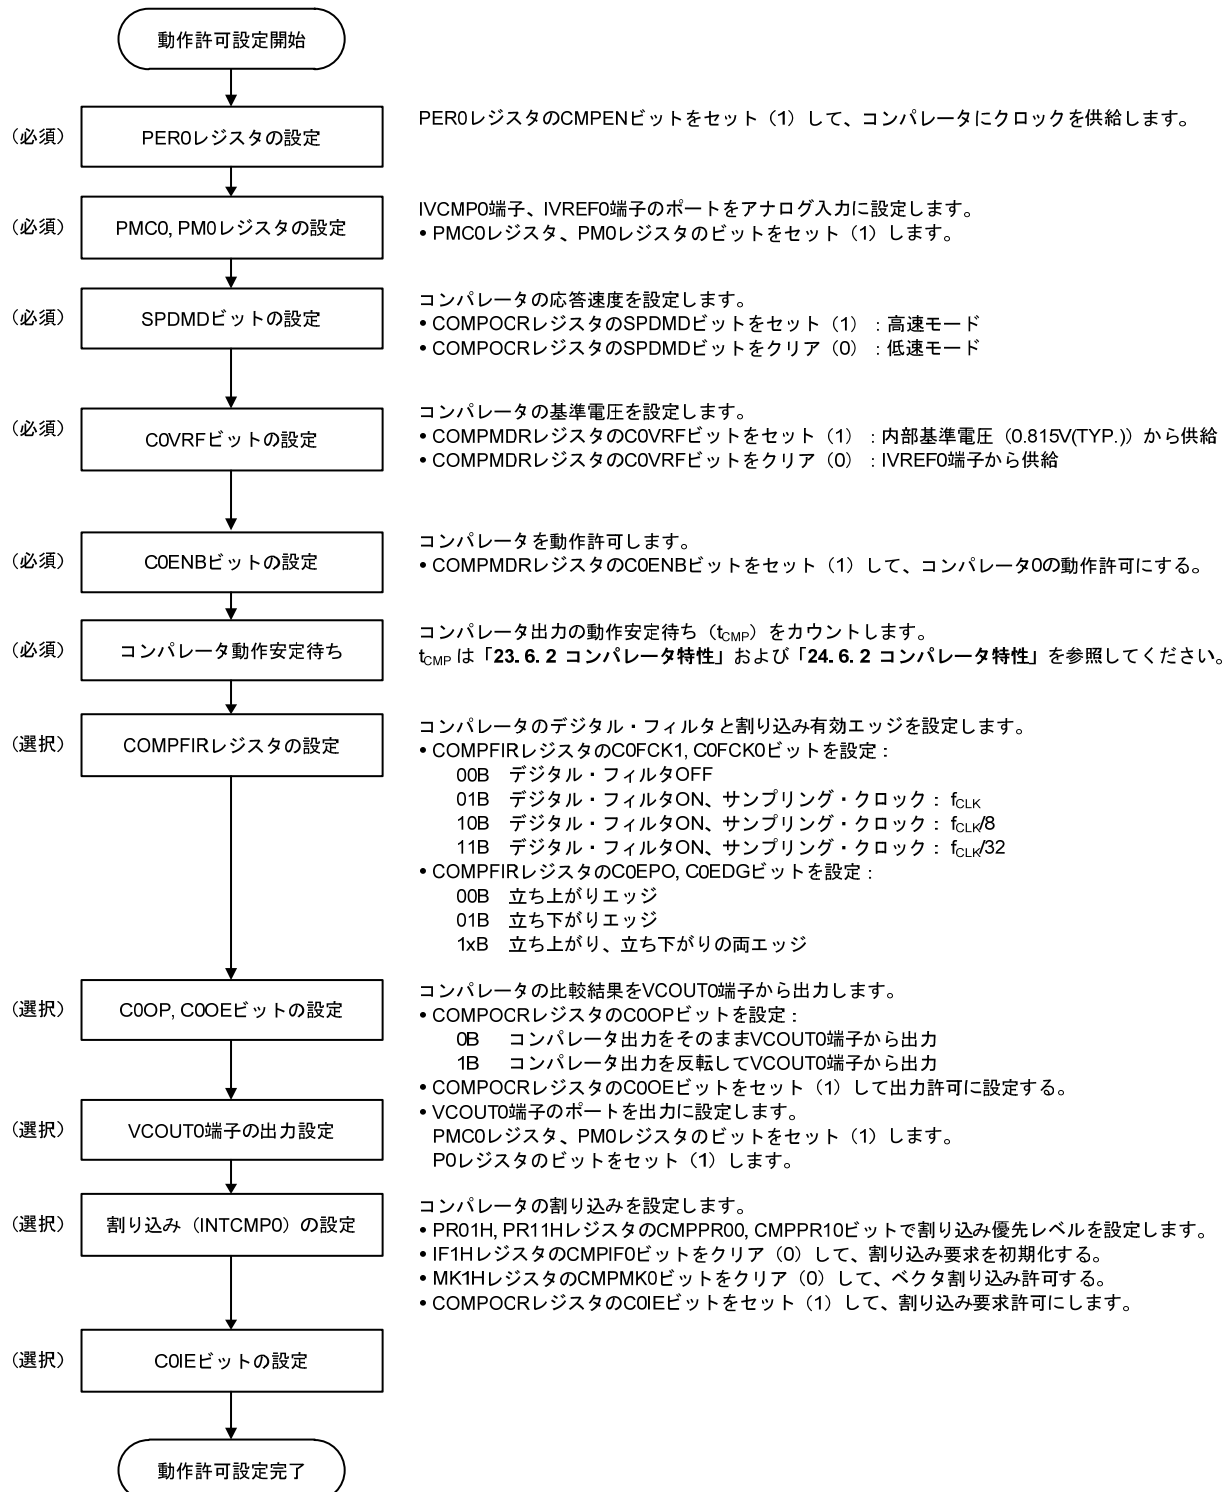 動作許可設定開始
(必須)
PER0レジスタの設定
PER0レジスタのCMPENビットをセット（1）して、コンパレータにクロックを供給します。
(必須)
PMC0, PM0レジスタの設定
IVCMP0端子、IVREF0端子のポートをアナログ入力に設定します。
• PMC0レジスタ、PM0レジスタのビットをセット（1）します。
(必須)
SPDMDビットの設定
コンパレータの応答速度を設定します。
• COMPOCRレジスタのSPDMDビットをセット（1）：高速モード
• COMPOCRレジスタのSPDMDビットをクリア（0）：低速モード
(必須)
C0VRFビットの設定
コンパレータの基準電圧を設定します。
• COMPMDRレジスタのC0VRFビットをセット（1）：内部基準電圧（0.815V(TYP.)）から供給
• COMPMDRレジスタのC0VRFビットをクリア（0）：IVREF0端子から供給
(必須)
C0ENBビットの設定
コンパレータを動作許可します。
• COMPMDRレジスタのC0ENBビットをセット（1）して、コンパレータ0の動作許可にする。
(必須)
コンパレータ動作安定待ち
コンパレータ出力の動作安定待ち（tCMP）をカウントします。
tCMP は「23. 6. 2 コンパレータ特性」および「24. 6. 2 コンパレータ特性」を参照してください。
(選択)
COMPFIRレジスタの設定
コンパレータのデジタル・フィルタと割り込み有効エッジを設定します。
• COMPFIRレジスタのC0FCK1, C0FCK0ビットを設定：
00B デジタル・フィルタOFF
01B デジタル・フィルタON、サンプリング・クロック：fCLK
10B デジタル・フィルタON、サンプリング・クロック：fCLK/8
11B デジタル・フィルタON、サンプリング・クロック：fCLK/32
• COMPFIRレジスタのC0EPO, C0EDGビットを設定：
00B 立ち上がりエッジ
01B 立ち下がりエッジ
1xB 立ち上がり、立ち下がりの両エッジ
(選択)
C0OP, C0OEビットの設定
コンパレータの比較結果をVCOUT0端子から出力します。
• COMPOCRレジスタのC0OPビットを設定：
0B コンパレータ出力をそのままVCOUT0端子から出力
1B コンパレータ出力を反転してVCOUT0端子から出力
• COMPOCRレジスタのC0OEビットをセット（1）して出力許可に設定する。
(選択)
VCOUT0端子の出力設定
• VCOUT0端子のポートを出力に設定します。
PMC0レジスタ、PM0レジスタのビットをセット（1）します。
P0レジスタのビットをセット（1）します。
(選択)
割り込み（INTCMP0）の設定
コンパレータの割り込みを設定します。
• PR01H, PR11HレジスタのCMPPR00, CMPPR10ビットで割り込み優先レベルを設定します。
• IF1HレジスタのCMPIF0ビットをクリア（0）して、割り込み要求を初期化する。
• MK1HレジスタのCMPMK0ビットをクリア（0）して、ベクタ割り込み許可する。
• COMPOCRレジスタのC0IEビットをセット（1）して、割り込み要求許可にします。
(選択)
C0IEビットの設定
動作許可設定完了